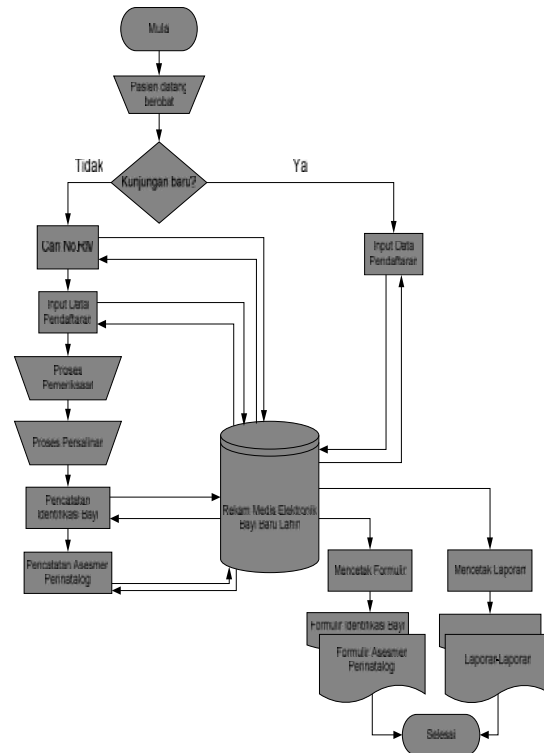 Mulai
Pasien datang
berobat
Tidak
Ya
Kunjungan baru?
Cari No.RM
Input Data
Pendaftaran
Input Data
Pendaftaran
Proses
Pemeriksaan
Proses Persalinan
Rekam Medis Elektronik
Bayi Baru Lahir
Pencatatan
Identifikasi Bayi
Pencatatan Asesmen
Perinatalog
Mencetak Formulir
Mencetak Laporan
Formulir Identifikasi Bayi
Formulir Asesmen
Perinatalog
Laporan-Laporan
Selesai